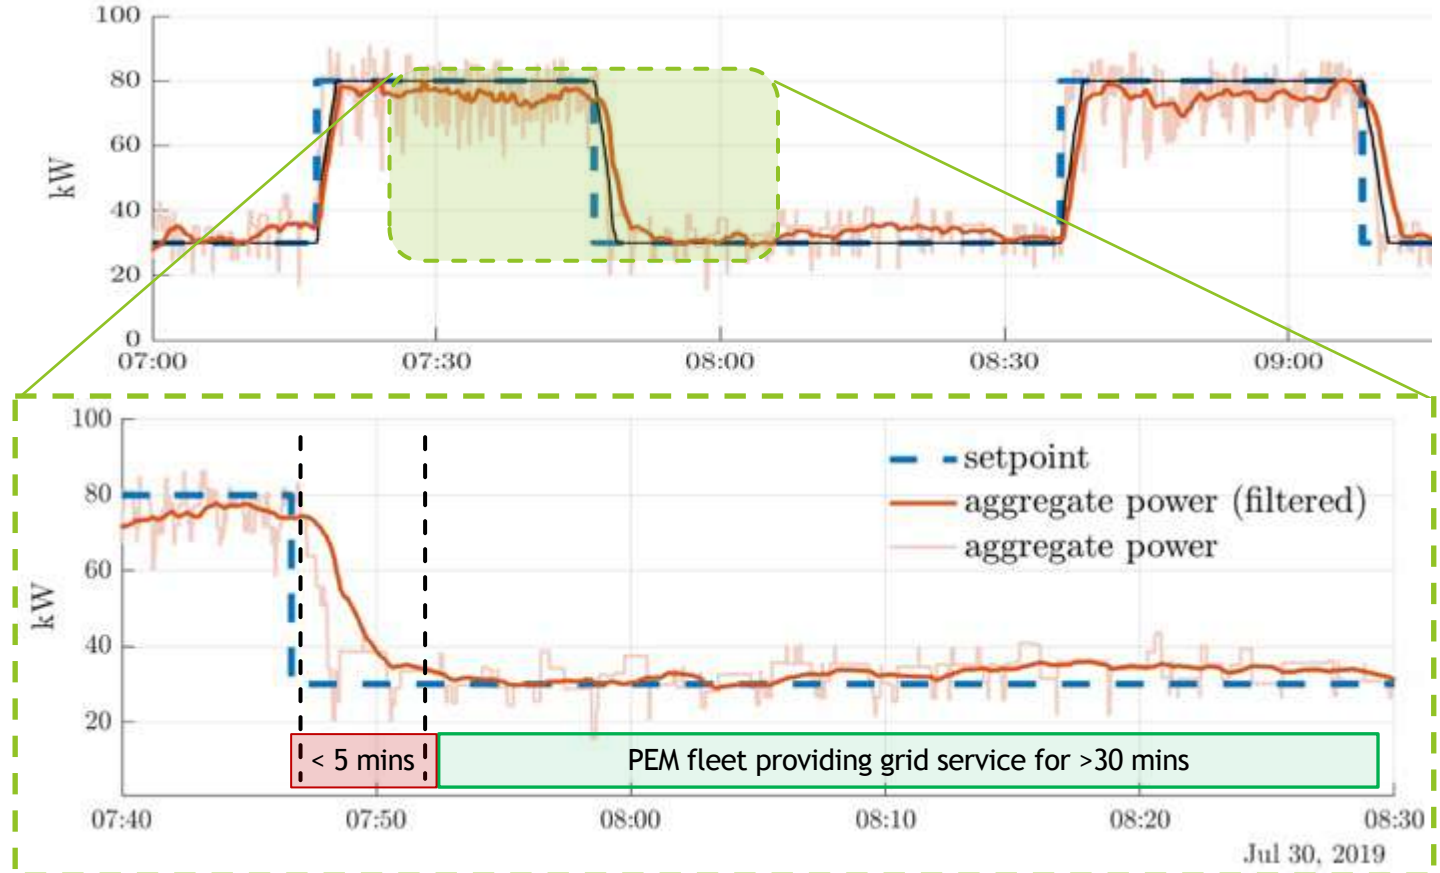 100
80
60
40
20
0
kW
07:00
07:30
08:00
08:30
09:00
100
80
60
40
20
kW
setpoint
aggregate power (filtered)
aggregate power
< 5 mins
PEM fleet providing grid service for >30 mins
07:40
07:50
08:00
08:10
08:20
08:30
Jul 30, 2019